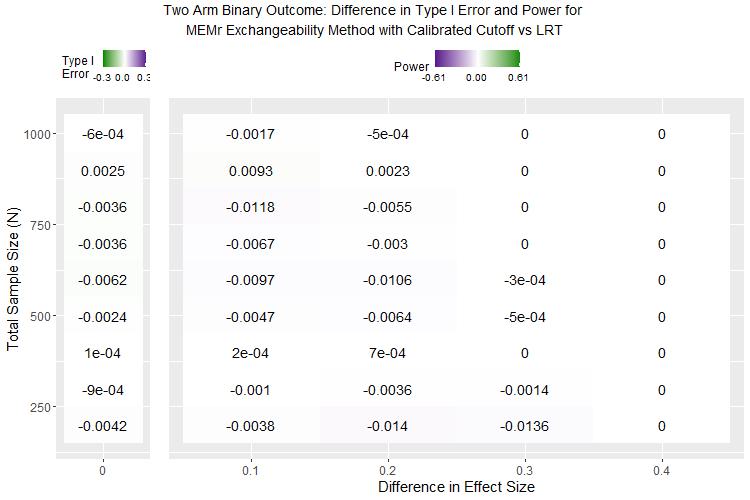 Two Arm Binary Outcome: Difference in Type I Error and Power for
MEMr Exchangeability Method with Calibrated Cutoff vs LRT
Type I
Error -0.3 0.0 0.3
Power -0.61 0.00 0.61
Total Sample Size (N)
1000 -6e-04 -0.0017 -5e-04 0 0
0.0025 0.0093 0.0023 0 0
750 -0.0036 -0.0118 -0.0055 0 0
-0.0036 -0.0067 -0.003 0 0
-0.0062 -0.0097 -0.0106 -3e-04 0
500 -0.0024 -0.0047 -0.0064 -5e-04 0
1e-04 2e-04 7e-04 0 0
250 -9e-04 -0.001 -0.0036 -0.0014 0
-0.0042 -0.0038 -0.014 -0.0136 0
0 0.1 0.2 0.3 0.4
Difference in Effect Size